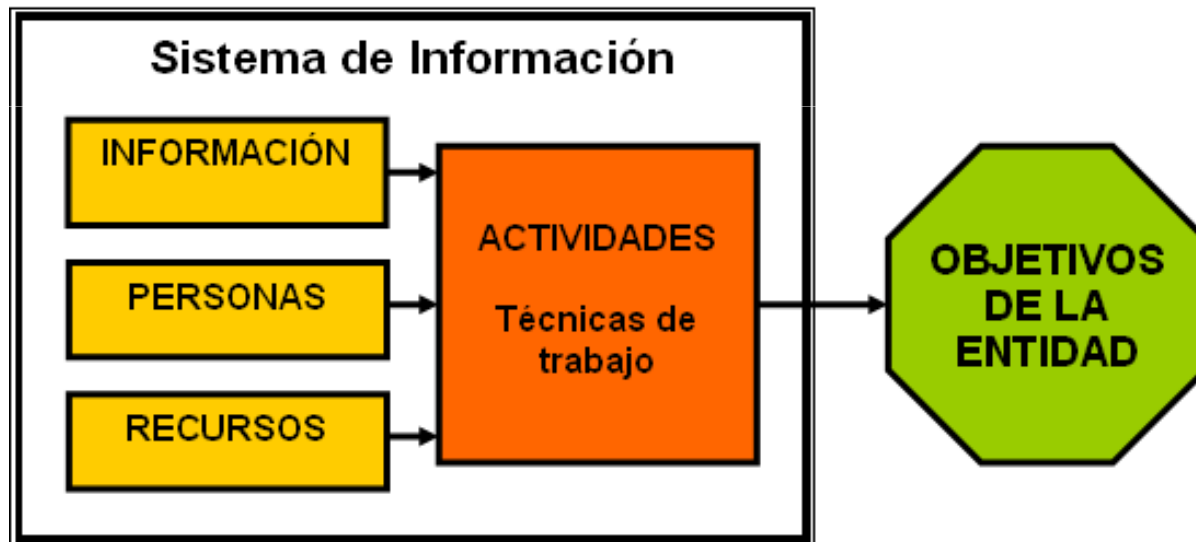 Sistema de Información
INFORMACIÓN
PERSONAS
RECURSOS
ACTIVIDADES
Técnicas de
trabajo
OBJETIVOS
DE LA
ENTIDAD